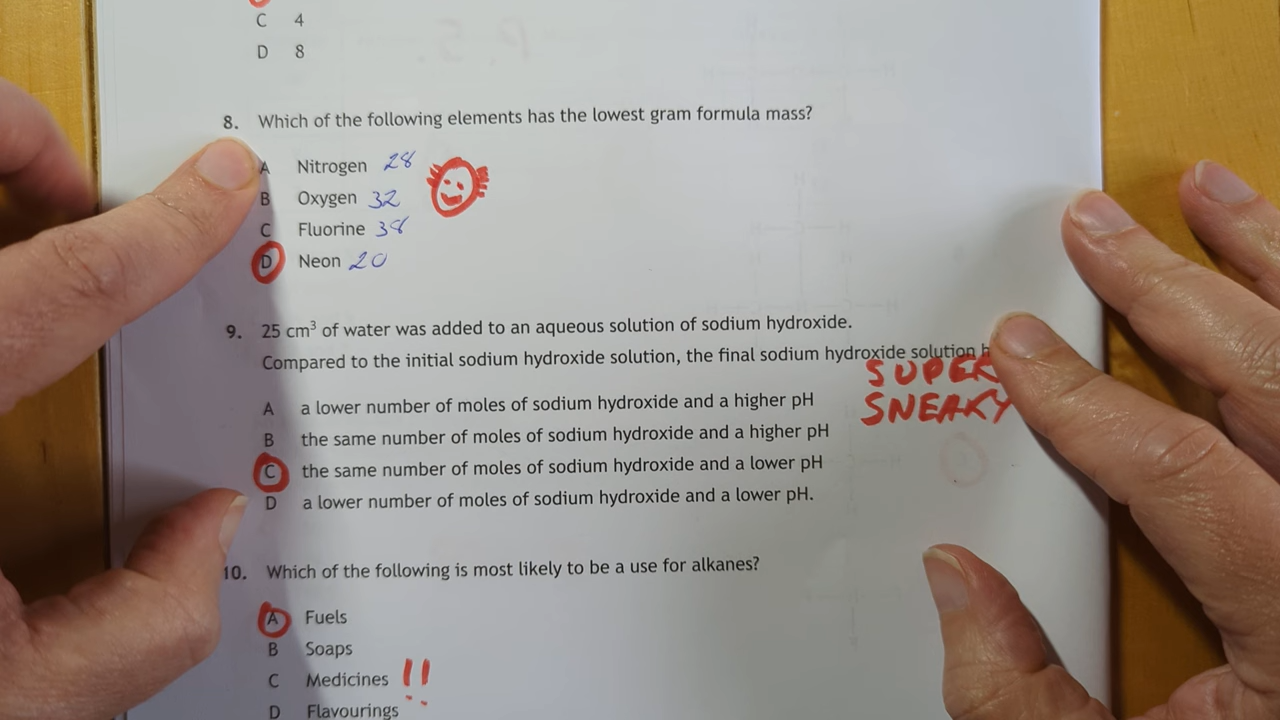 C 4
D 8
8. Which of the following elements has the lowest gram formula mass?
A Nitrogen 28
B Oxygen 32
C Fluorine 38
D Neon 20
9. 25 cm³ of water was added to an aqueous solution of sodium hydroxide.
Compared to the initial sodium hydroxide solution, the final sodium hydroxide solution
SUPER
SNEAKY
A a lower number of moles of sodium hydroxide and a higher pH
B the same number of moles of sodium hydroxide and a higher pH
C the same number of moles of sodium hydroxide and a lower pH
D a lower number of moles of sodium hydroxide and a lower pH.
10. Which of the following is most likely to be a use for alkanes?
A Fuels
B Soaps
C Medicines !!
D Flavourings